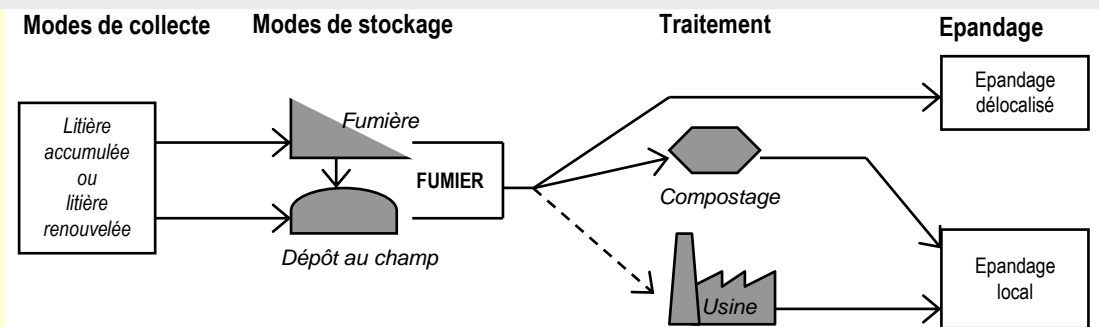 Modes de collecte
Modes de stockage
Traitement
Epandage
Litière
accumulée
ou
litière
renouvelée
Fumière
FUMIER
Dépôt au champ
Compostage
Usine
Epandage
délocalisé
Epandage
local